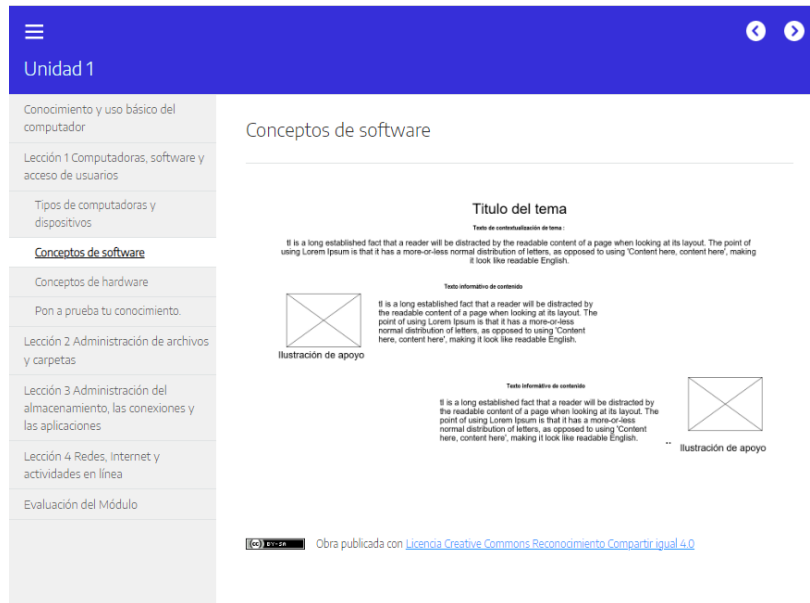 Unidad 1
Conocimiento y uso básico del
computador
Lección 1 Computadoras, software y
acceso de usuarios
Tipos de computadoras y
dispositivos
Conceptos de software
Conceptos de hardware
Pon a prueba tu conocimiento.
Lección 2 Administración de archivos
y carpetas
Lección 3 Administración del
almacenamiento, las conexiones y
las aplicaciones
Lección 4 Redes, Internet y
actividades en línea
Evaluación del Módulo
Conceptos de software
Titulo del tema
Texto de contextualización de tema :
tl is a long established fact that a reader will be distracted by the readable content of a page when looking at its layout. The point of
using Lorem Ipsum is that it has a more-or-less normal distribution of letters, as opposed to using 'Content here, content here', making
it look like readable English.
Texto informativo de contenido
tl is a long established fact that a reader will be distracted by
the readable content of a page when looking at its layout. The
point of using Lorem Ipsum is that it has a more-or-less
normal distribution of letters, as opposed to using 'Content
here, content here', making it look like readable English.
Ilustración de apoyo
Texto informativo de contenido
tl is a long established fact that a reader will be distracted by
the readable content of a page when looking at its layout. The
point of using Lorem Ipsum is that it has a more-or-less
normal distribution of letters, as opposed to using 'Content
here, content here', making it look like readable English.
Ilustración de apoyo
(cc) BY-SA
Obra publicada con Licencia Creative Commons Reconocimiento Compartir igual 4.0